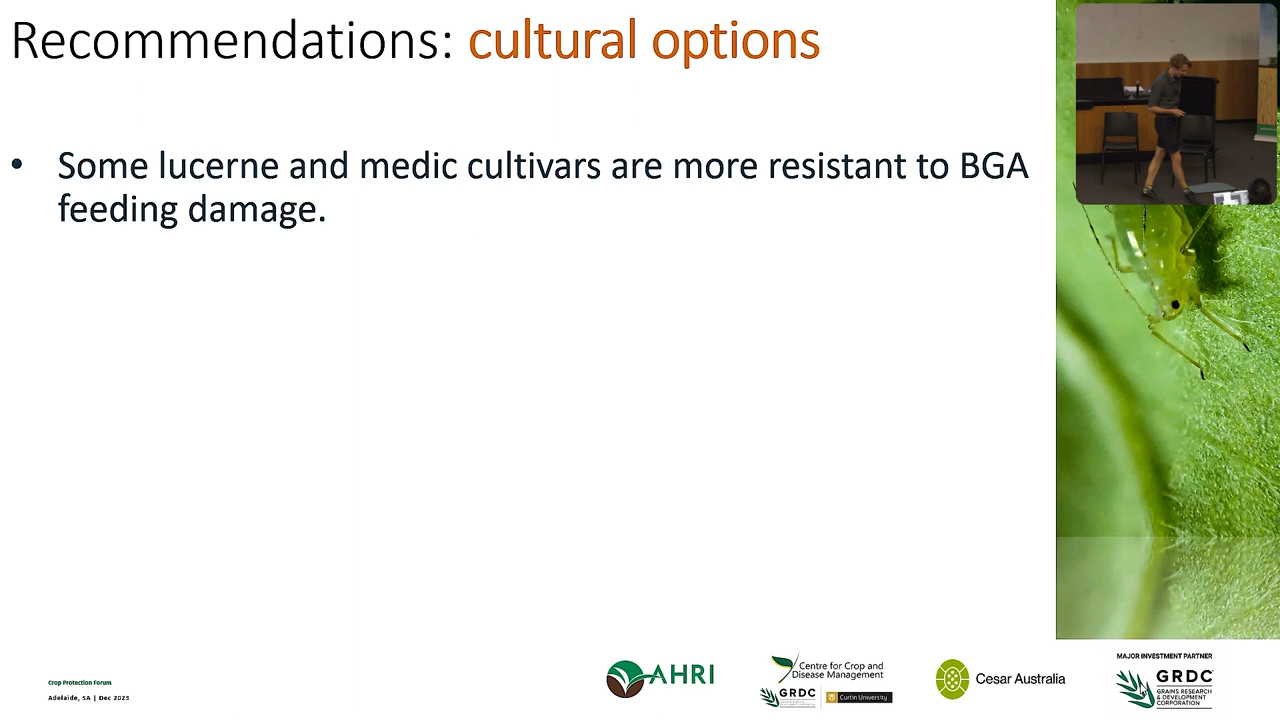 Recommendations: cultural options
• Some lucerne and medic cultivars are more resistant to BGA
feeding damage.
MAJOR INVESTMENT PARTNER
AHRI
Centre for Crop and
Disease Management
GRDC
Curtin University
Cesar Australia
GRDC
GRAINS RESEARCH
& DEVELOPMENT
CORPORATION
Crop Protection Forum
Adelaide, SA | Dec 2023